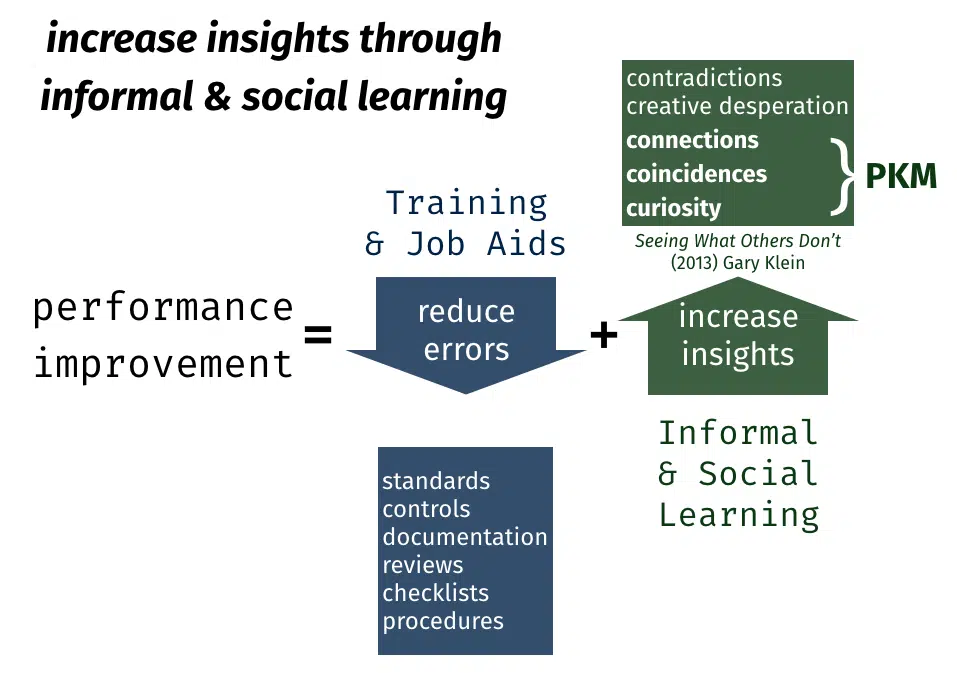 increase insights through
informal & social learning
performance
improvement
=
Training
& Job Aids
reduce
errors
standards
controls
documentation
reviews
checklists
procedures
+
contradictions
creative desperation
connections
coincidences
curiosity
}
PKM
Seeing What Others Don't
(2013) Gary Klein
increase
insights
Informal
& Social
Learning